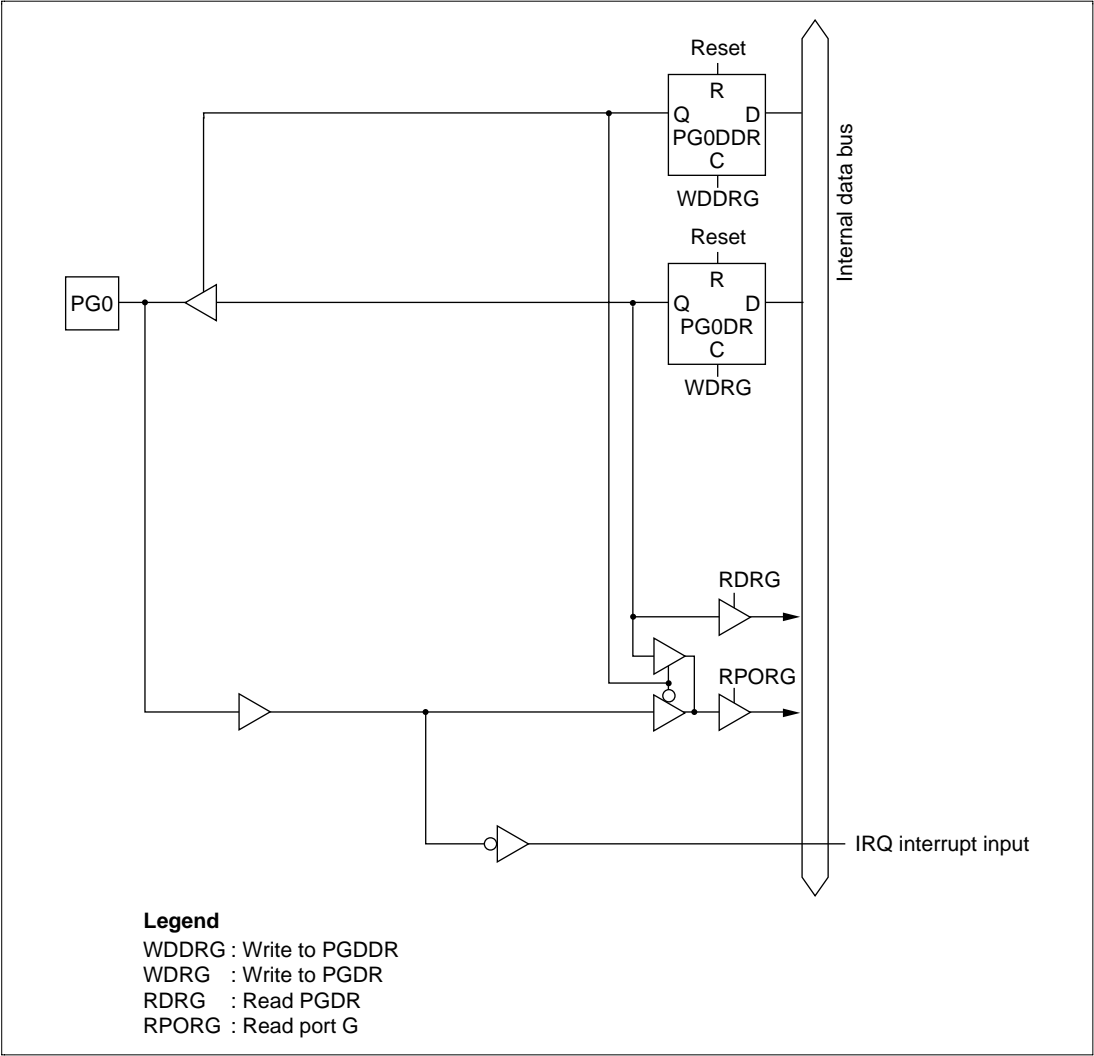 Reset
R
Q D
PG0DDR
C
WDDRG
Internal data bus
Reset
R
PG0
Q D
PG0DR
C
WDRG
RDRG
RPORG
IRQ interrupt input
Legend
WDDRG : Write to PGDDR
WDRG : Write to PGDR
RDRG : Read PGDR
RPORG : Read port G